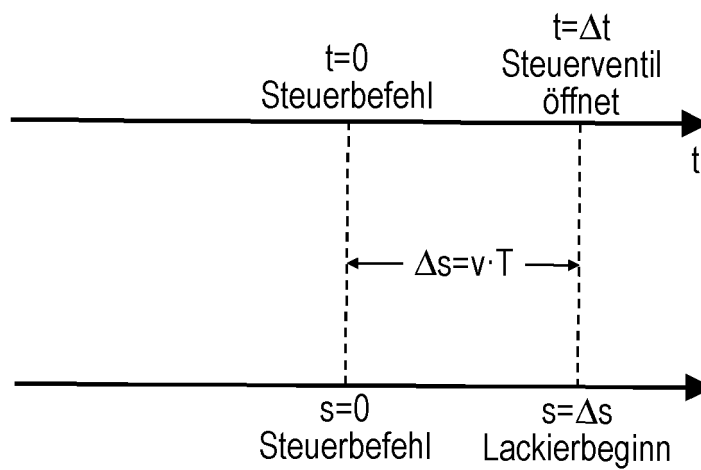 t=0
Steuerbefehl
t=Δt
Steuerventil
öffnet
t
Δs=v·T
s=0
Steuerbefehl
s=Δs
Lackierbeginn